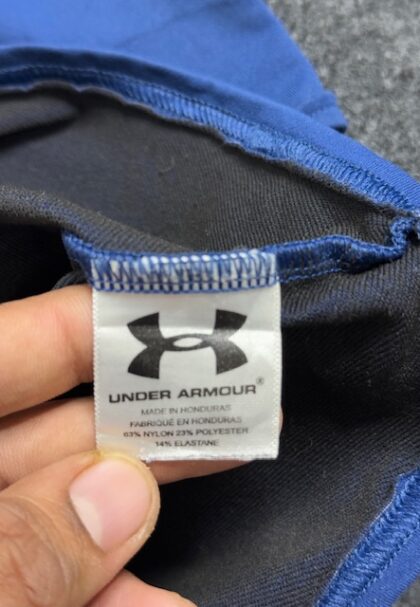 UNDER ARMOUR®
MADE IN HONDURAS
FABRIQUÉ EN HONDURAS
63% NYLON 23% POLYESTER
14% ELASTANE